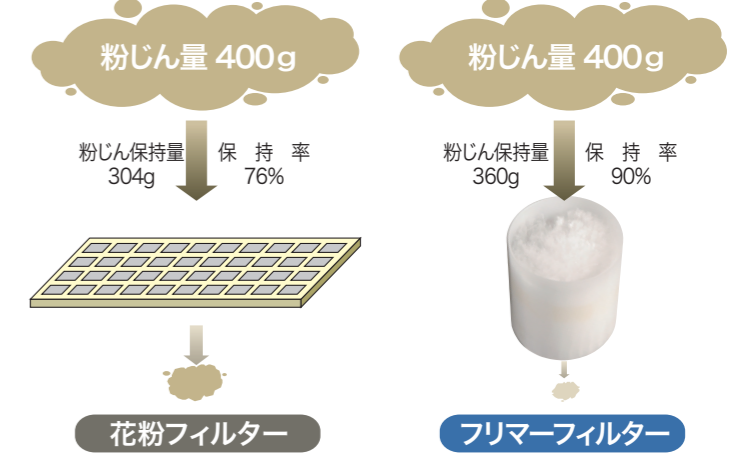 粉じん量 400g
粉じん保持量 保持率
304g 76%
花粉フィルター
粉じん量 400g
粉じん保持量 保持率
360g 90%
フリマーフィルター